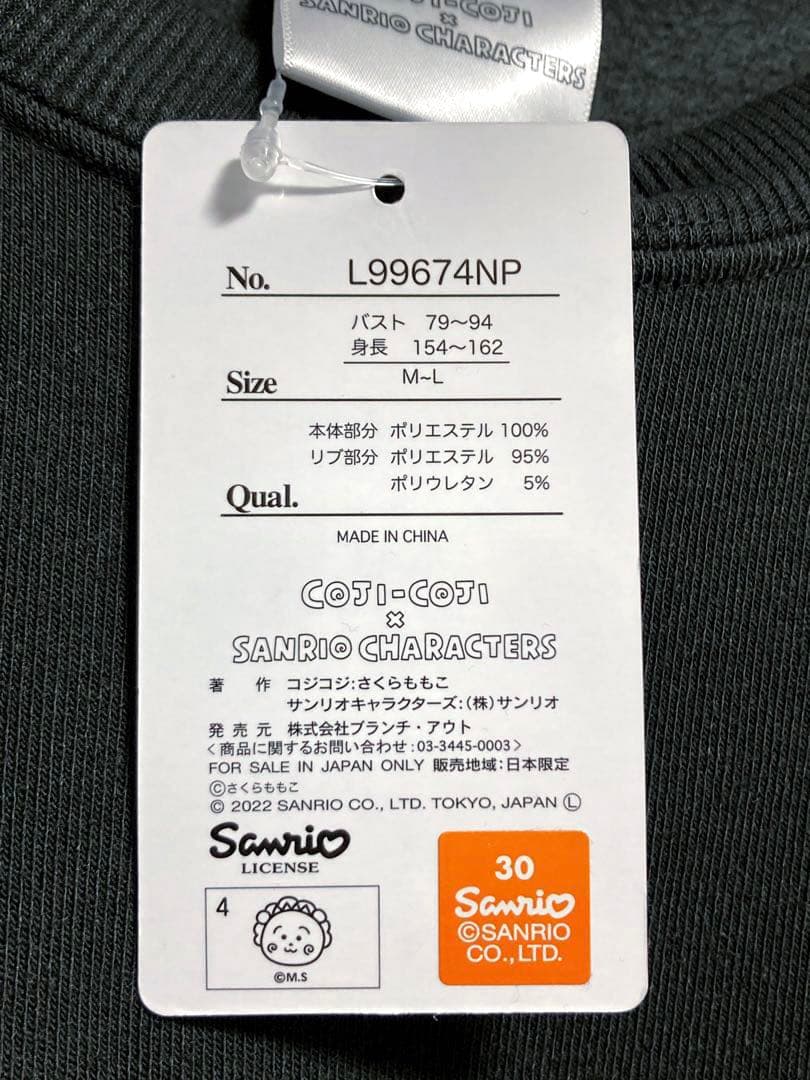 COJI-COJI
×
SANRIO CHARACTERS
No. L99674NP
バスト 79～94
身長 154～162
Size M~L
本体部分 ポリエステル 100%
リブ部分 ポリエステル 95%
ポリウレタン 5%
Qual.
MADE IN CHINA
COJI-COJI
×
SANRIO CHARACTERS
著 作 コジコジ:さくらももこ
サンリオキャラクターズ:(株)サンリオ
発売元 株式会社ブランチ・アウト
<商品に関するお問い合わせ:03-3445-0003>
FOR SALE IN JAPAN ONLY 販売地域:日本限定
©さくらももこ
© 2022 SANRIO CO., LTD. TOKYO, JAPAN Ⓛ
Sanrio
LICENSE
4
©M.S
30
Sanrio
©SANRIO
CO.,LTD.